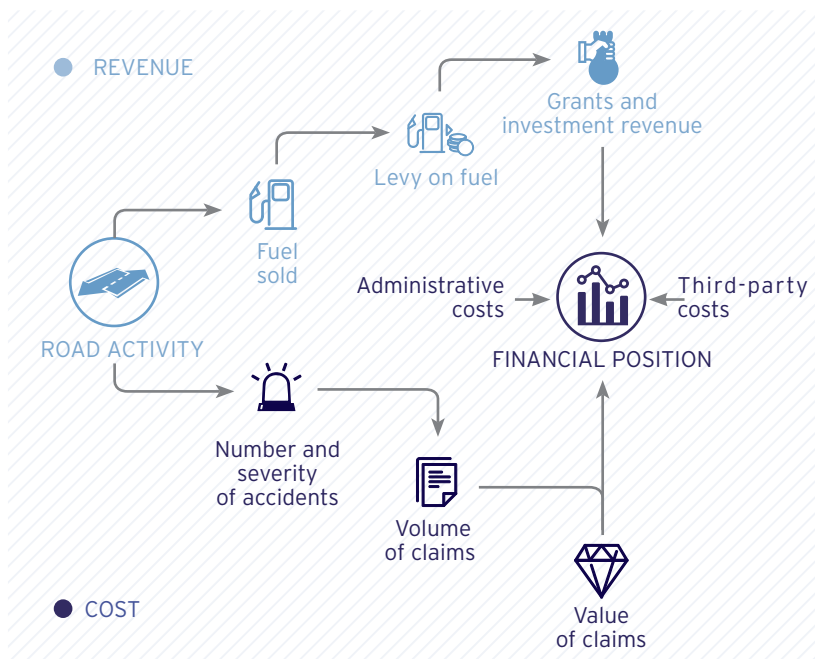 REVENUE
Grants and
investment revenue
Levy on fuel
Fuel
sold
Administrative
costs
Third-party
costs
ROAD ACTIVITY
FINANCIAL POSITION
Number and
severity
of accidents
Volume
of claims
COST
Value
of claims